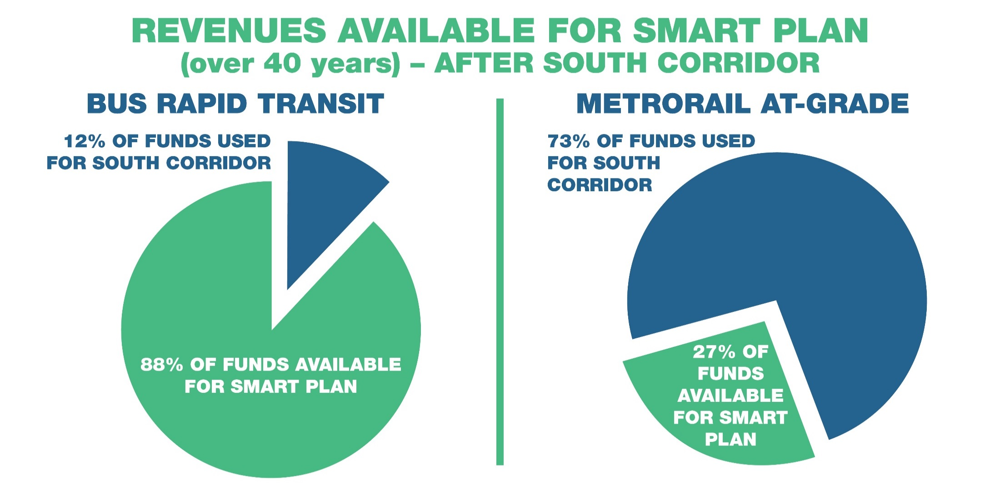 REVENUES AVAILABLE FOR SMART PLAN
(over 40 years) – AFTER SOUTH CORRIDOR
BUS RAPID TRANSIT
12% OF FUNDS USED
FOR SOUTH CORRIDOR
88% OF FUNDS AVAILABLE
FOR SMART PLAN
METRORAIL AT-GRADE
73% OF FUNDS USED
FOR SOUTH
CORRIDOR
27% OF
FUNDS
AVAILABLE
FOR SMART
PLAN